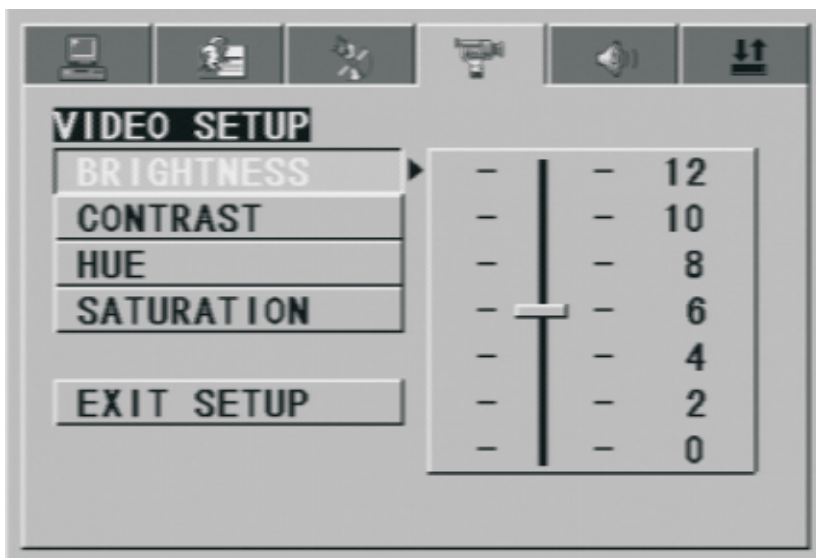 VIDEO SETUP
BRIGHTNESS
CONTRAST
HUE
SATURATION
EXIT SETUP
- - 12
- - 10
- - 8
- - 6
- - 4
- - 2
- - 0